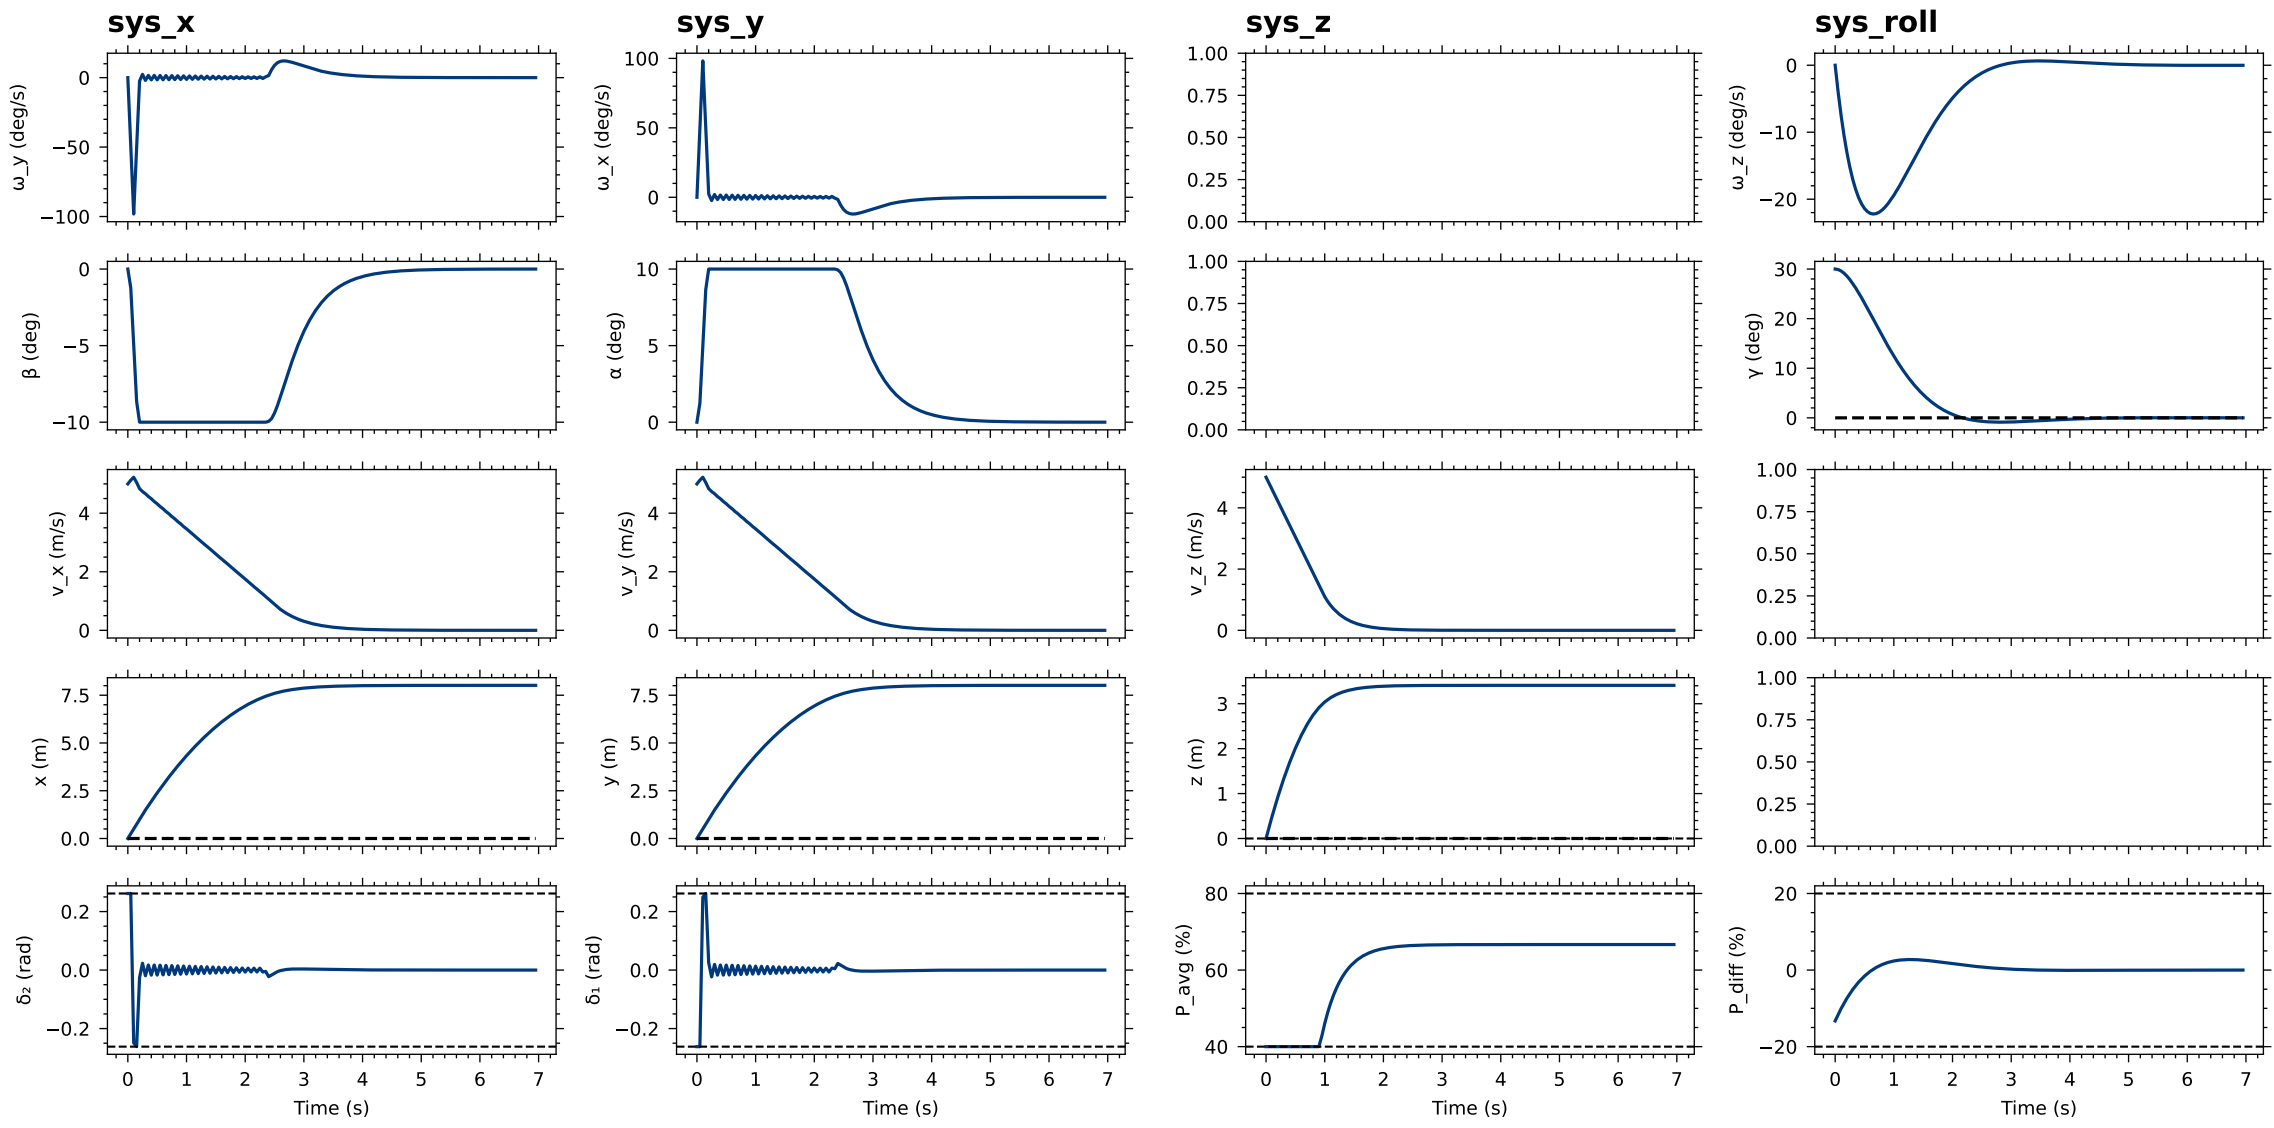 sys_x sys_y sys_z sys_roll
ω_y (deg/s)
0
−50
−100
ω_x (deg/s)
100
50
0
1.00
0.75
0.50
0.25
0.00
ω_z (deg/s)
0
−10
−20
β (deg)
0
−5
−10
α (deg)
10
5
0
1.00
0.75
0.50
0.25
0.00
γ (deg)
30
20
10
0
v_x (m/s)
4
2
0
v_y (m/s)
4
2
0
v_z (m/s)
4
2
0
1.00
0.75
0.50
0.25
0.00
x (m)
7.5
5.0
2.5
0.0
y (m)
7.5
5.0
2.5
0.0
z (m)
3
2
1
0
1.00
0.75
0.50
0.25
0.00
δ₂ (rad)
0.2
0.0
−0.2
0 1 2 3 4 5 6 7
Time (s)
δ₁ (rad)
0.2
0.0
−0.2
0 1 2 3 4 5 6 7
Time (s)
P_avg (%)
80
60
40
0 1 2 3 4 5 6 7
Time (s)
P_diff (%)
20
0
−20
0 1 2 3 4 5 6 7
Time (s)